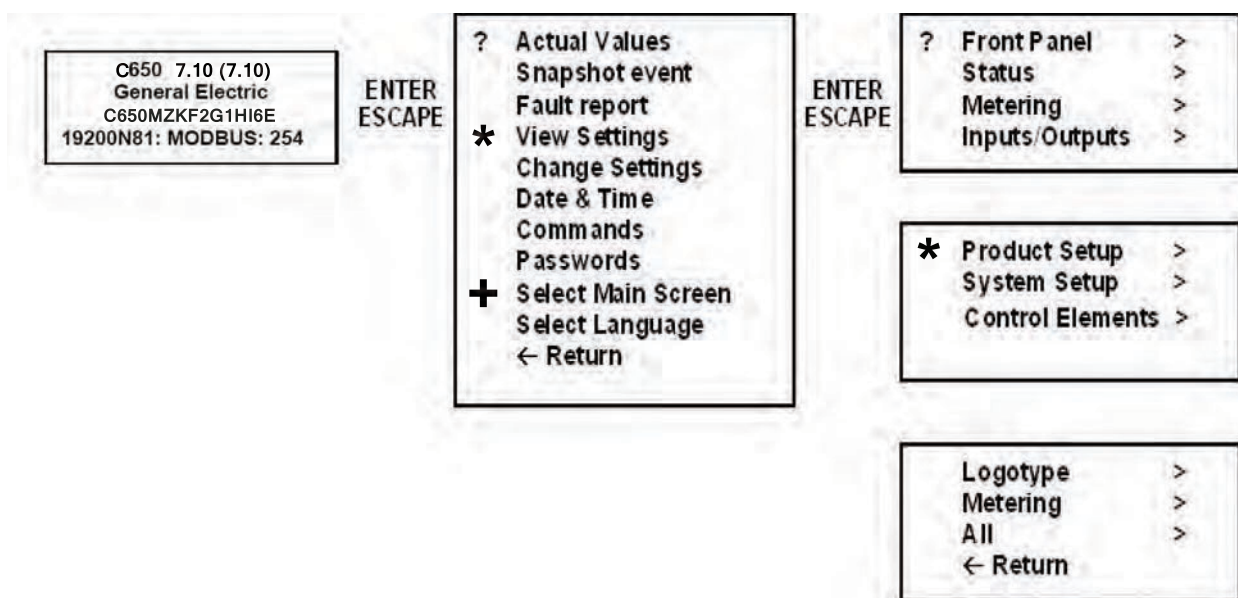 C650 7.10 (7.10)
General Electric
C650MZKF2G1HI6E
19200N81: MODBUS: 254
ENTER
ESCAPE
? Actual Values
Snapshot event
Fault report
* View Settings
Change Settings
Date & Time
Commands
Passwords
+ Select Main Screen
Select Language
← Return
ENTER
ESCAPE
? Front Panel >
Status >
Metering >
Inputs/Outputs >
* Product Setup >
System Setup >
Control Elements >
Logotype >
Metering >
All >
← Return